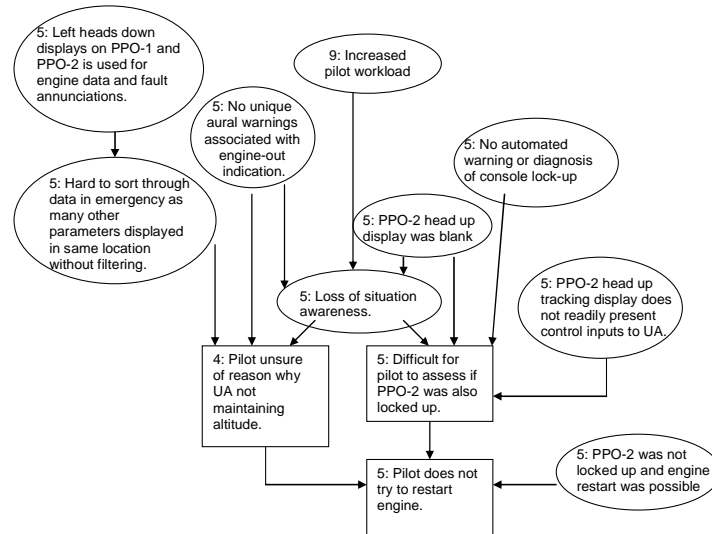 5: Left heads down
displays on PPO-1 and
PPO-2 is used for
engine data and fault
annunciations.
9: Increased
pilot workload
5: No unique
aural warnings
associated with
engine-out
indication.
5: No automated
warning or diagnosis
of console lock-up
5: Hard to sort through
data in emergency as
many other
parameters displayed
in same location
without filtering.
5: PPO-2 head up
display was blank
5: Loss of situation
awareness.
5: PPO-2 head up
tracking display does
not readily present
control inputs to UA.
4: Pilot unsure
of reason why
UA not
maintaining
altitude.
5: Difficult for
pilot to assess if
PPO-2 was also
locked up.
5: PPO-2 was not
locked up and engine
restart was possible
5: Pilot does not
try to restart
engine.